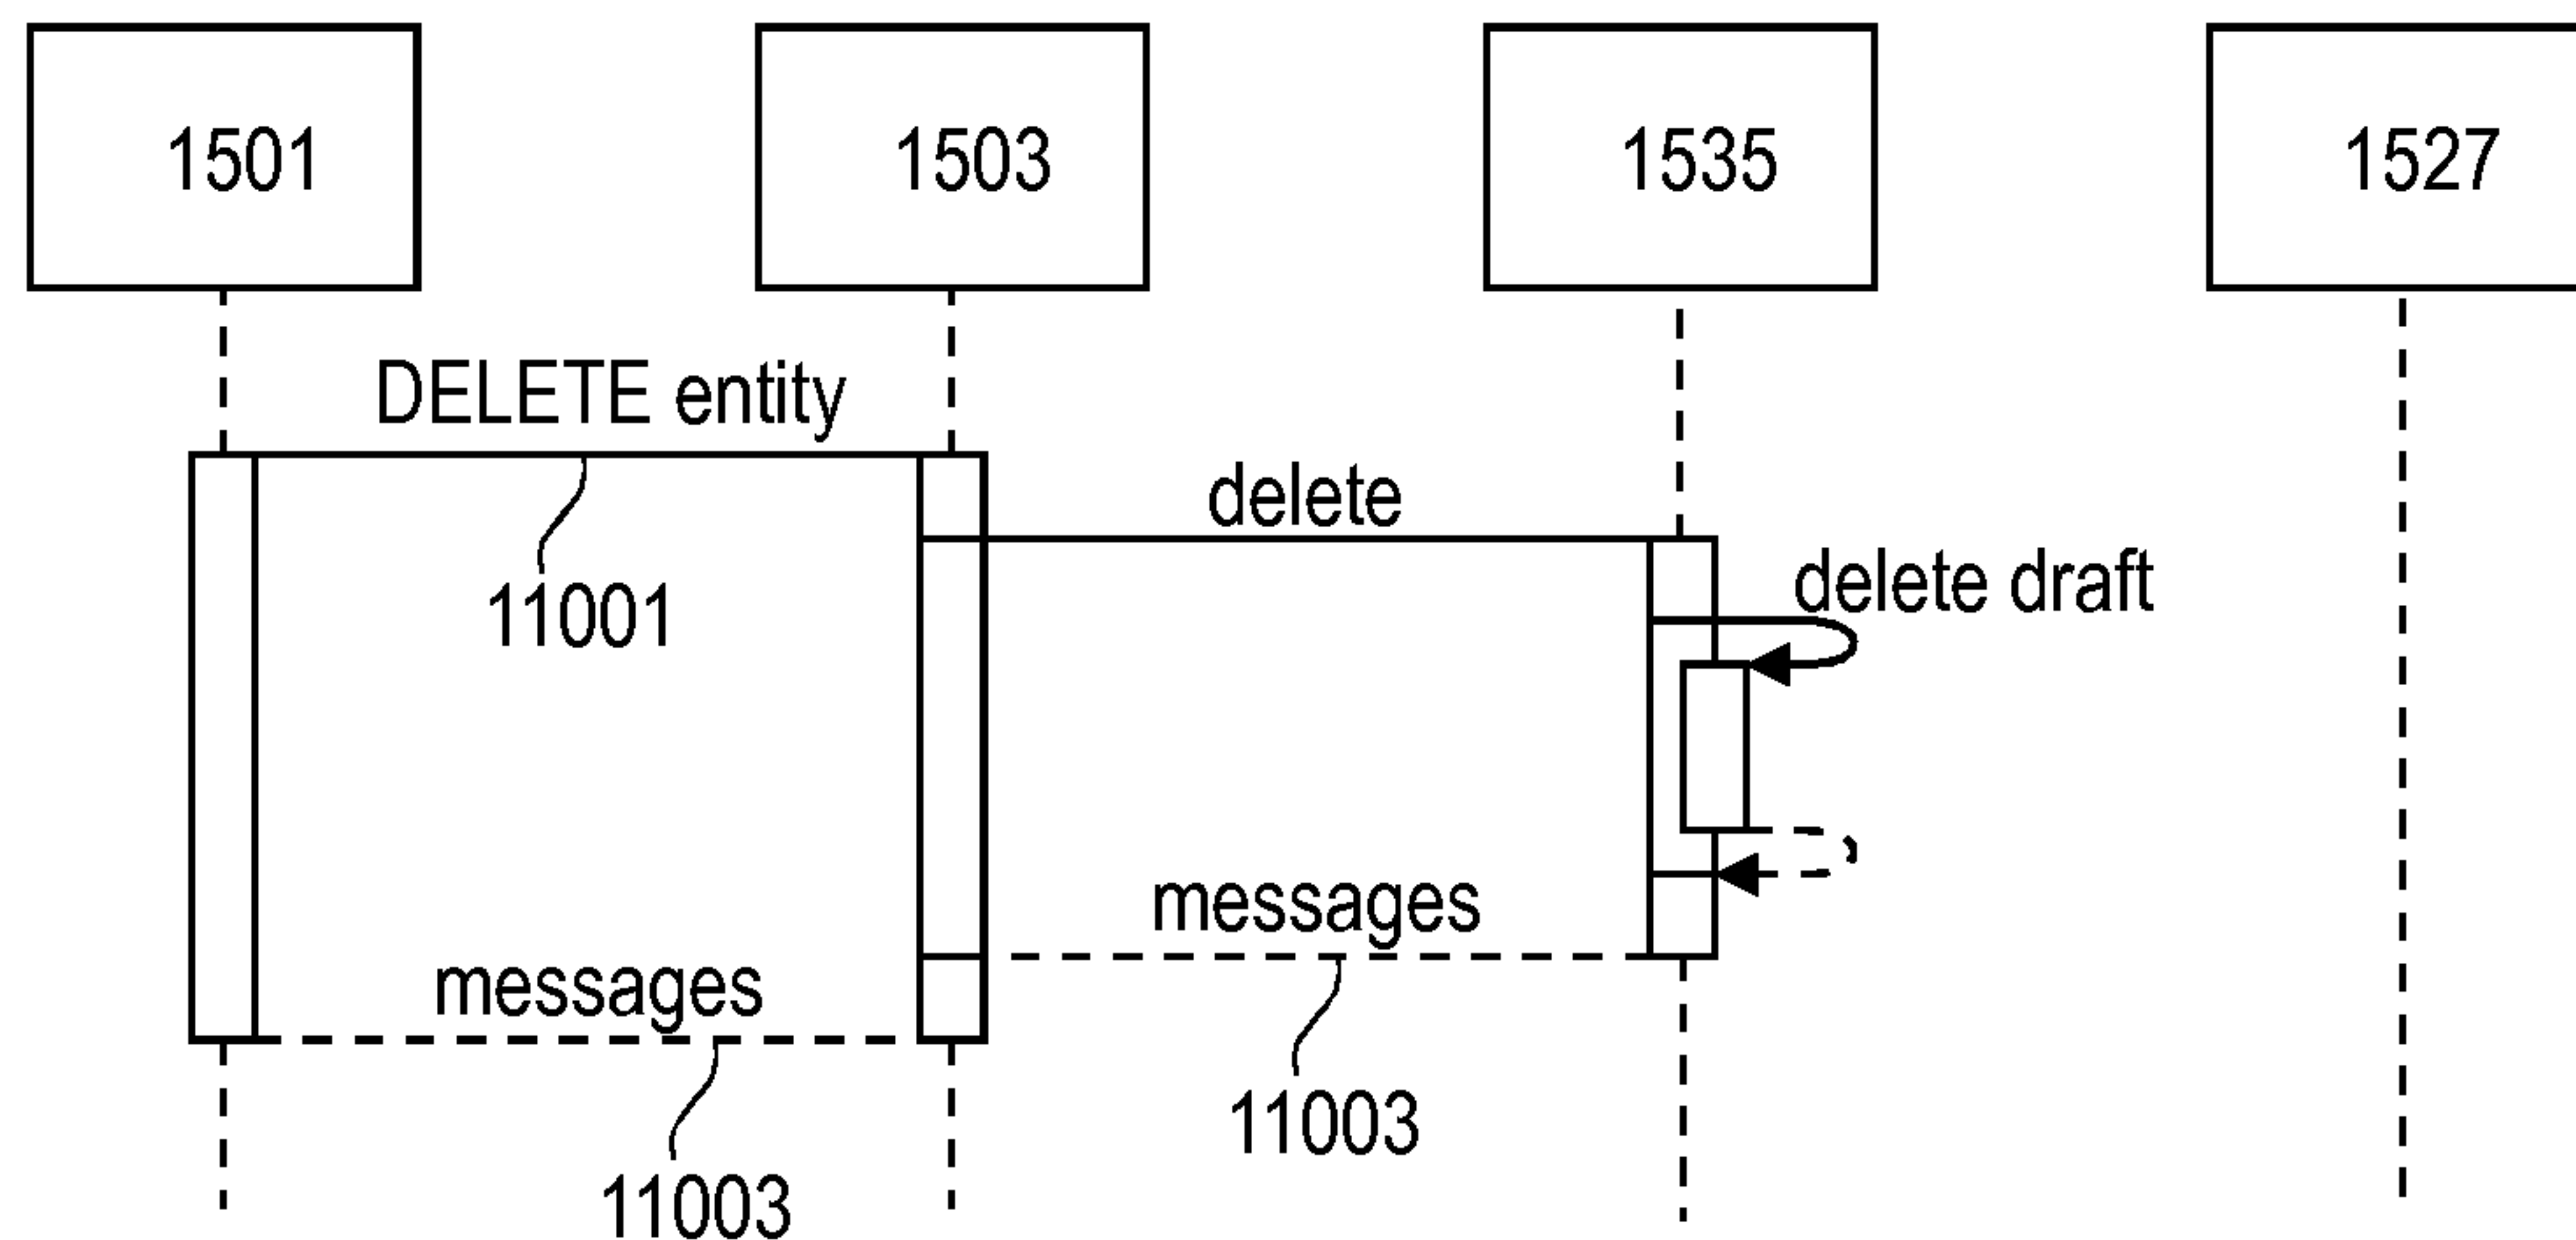 1501
1503
1535
1527
DELETE entity
delete
delete draft
11001
messages
messages
11003
11003